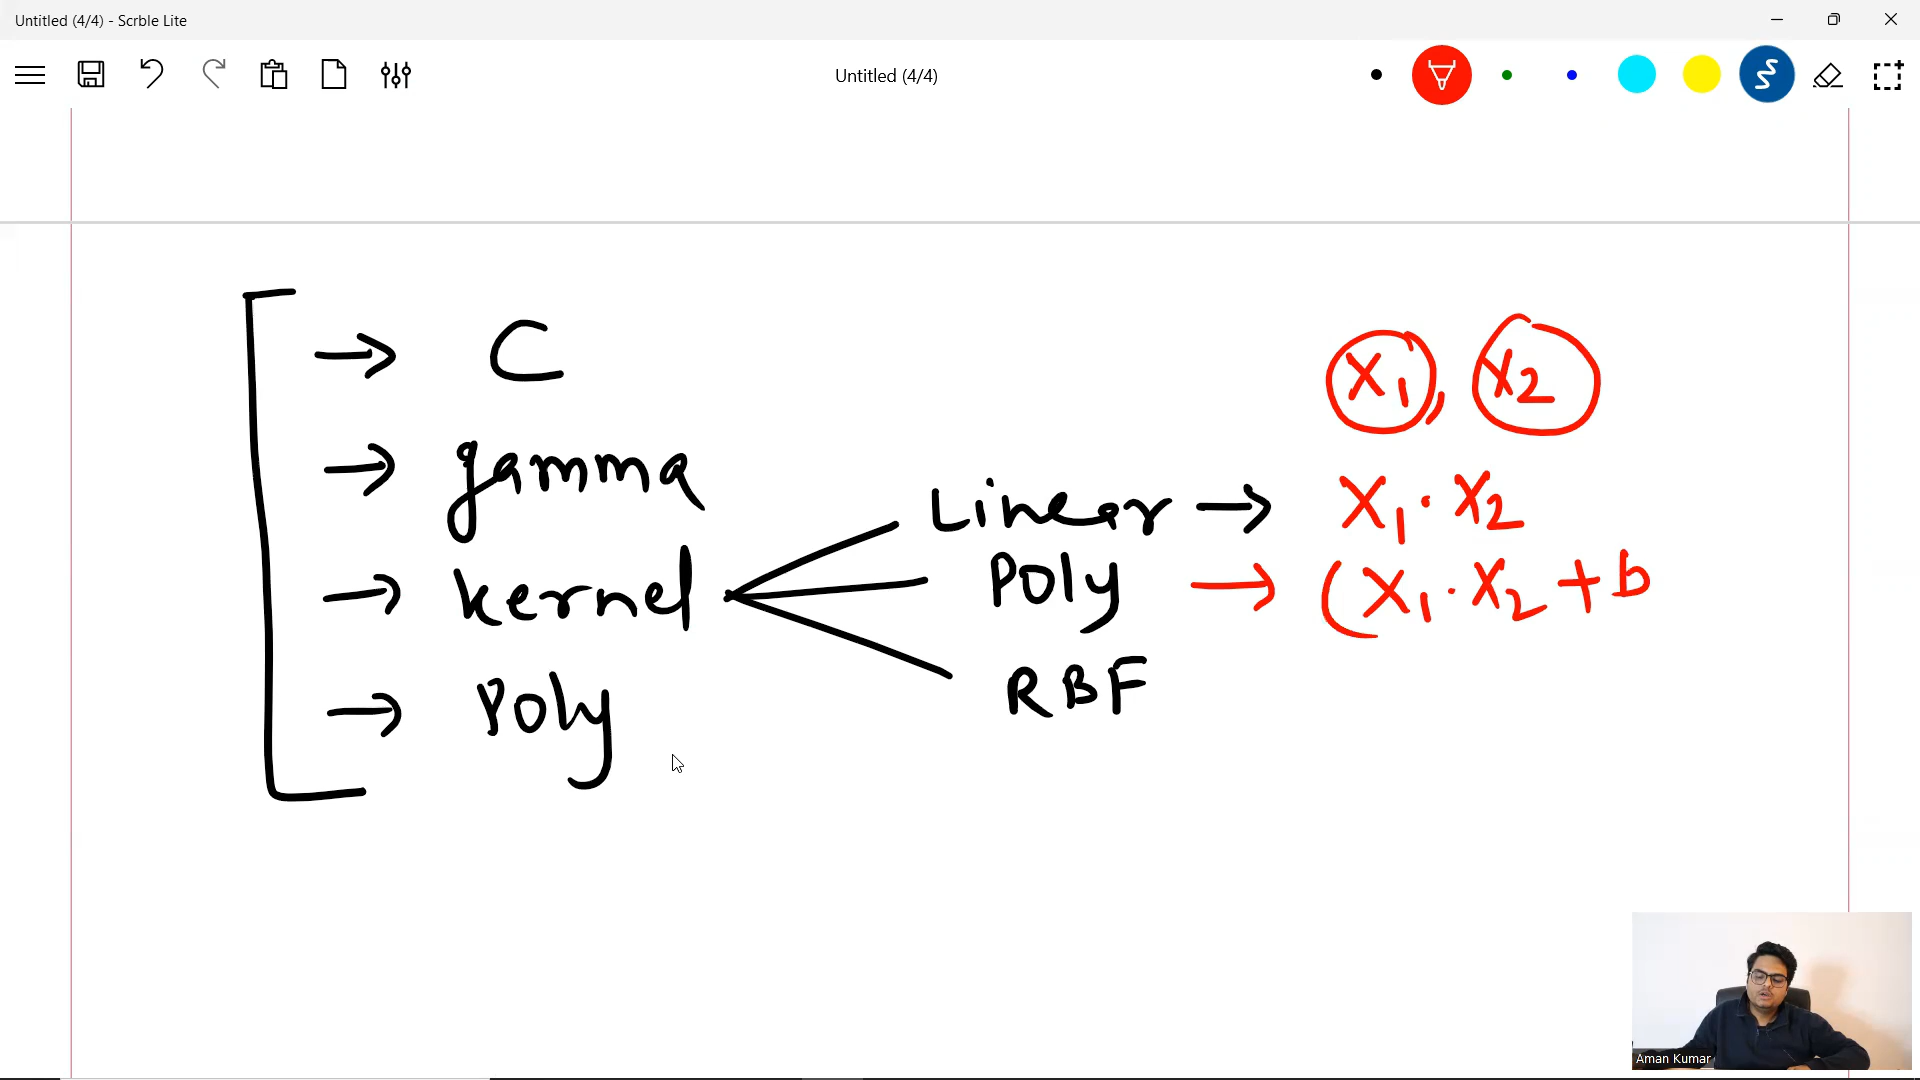 Untitled (4/4) - Scrble Lite
Untitled (4/4)
→ C
→ gamma
→ kernel
→ Poly
Linear → X1 · X2
Poly → (X1 · X2 + b
RBF
X1, X2
Aman Kumar